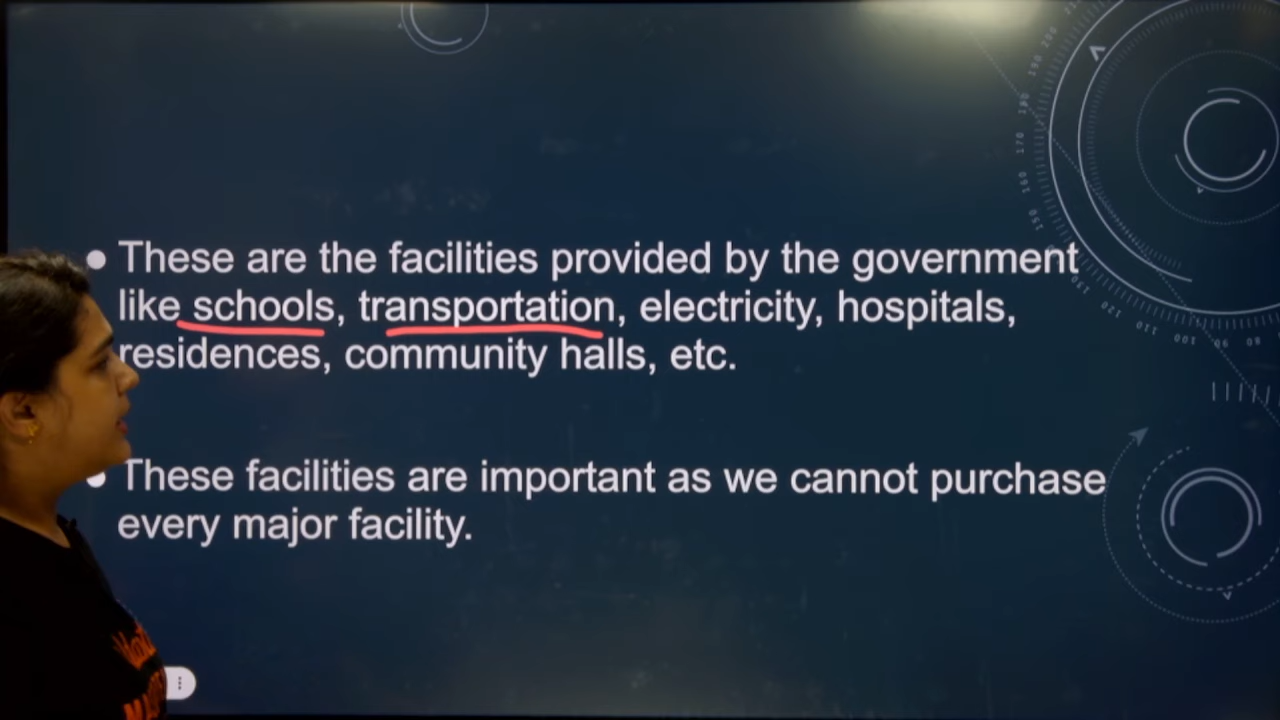 • These are the facilities provided by the government
like schools, transportation, electricity, hospitals,
residences, community halls, etc.
• These facilities are important as we cannot purchase
every major facility.